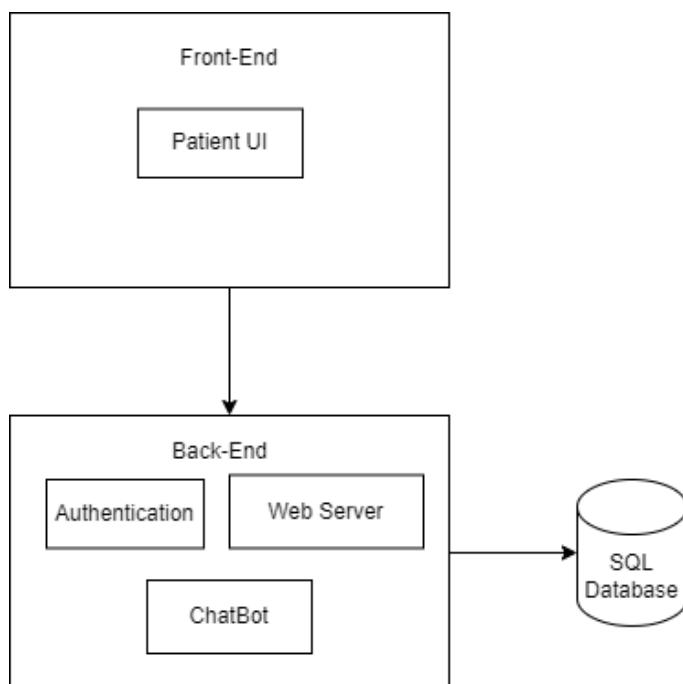 Front-End
Patient UI
Back-End
Authentication
Web Server
ChatBot
SQL
Database